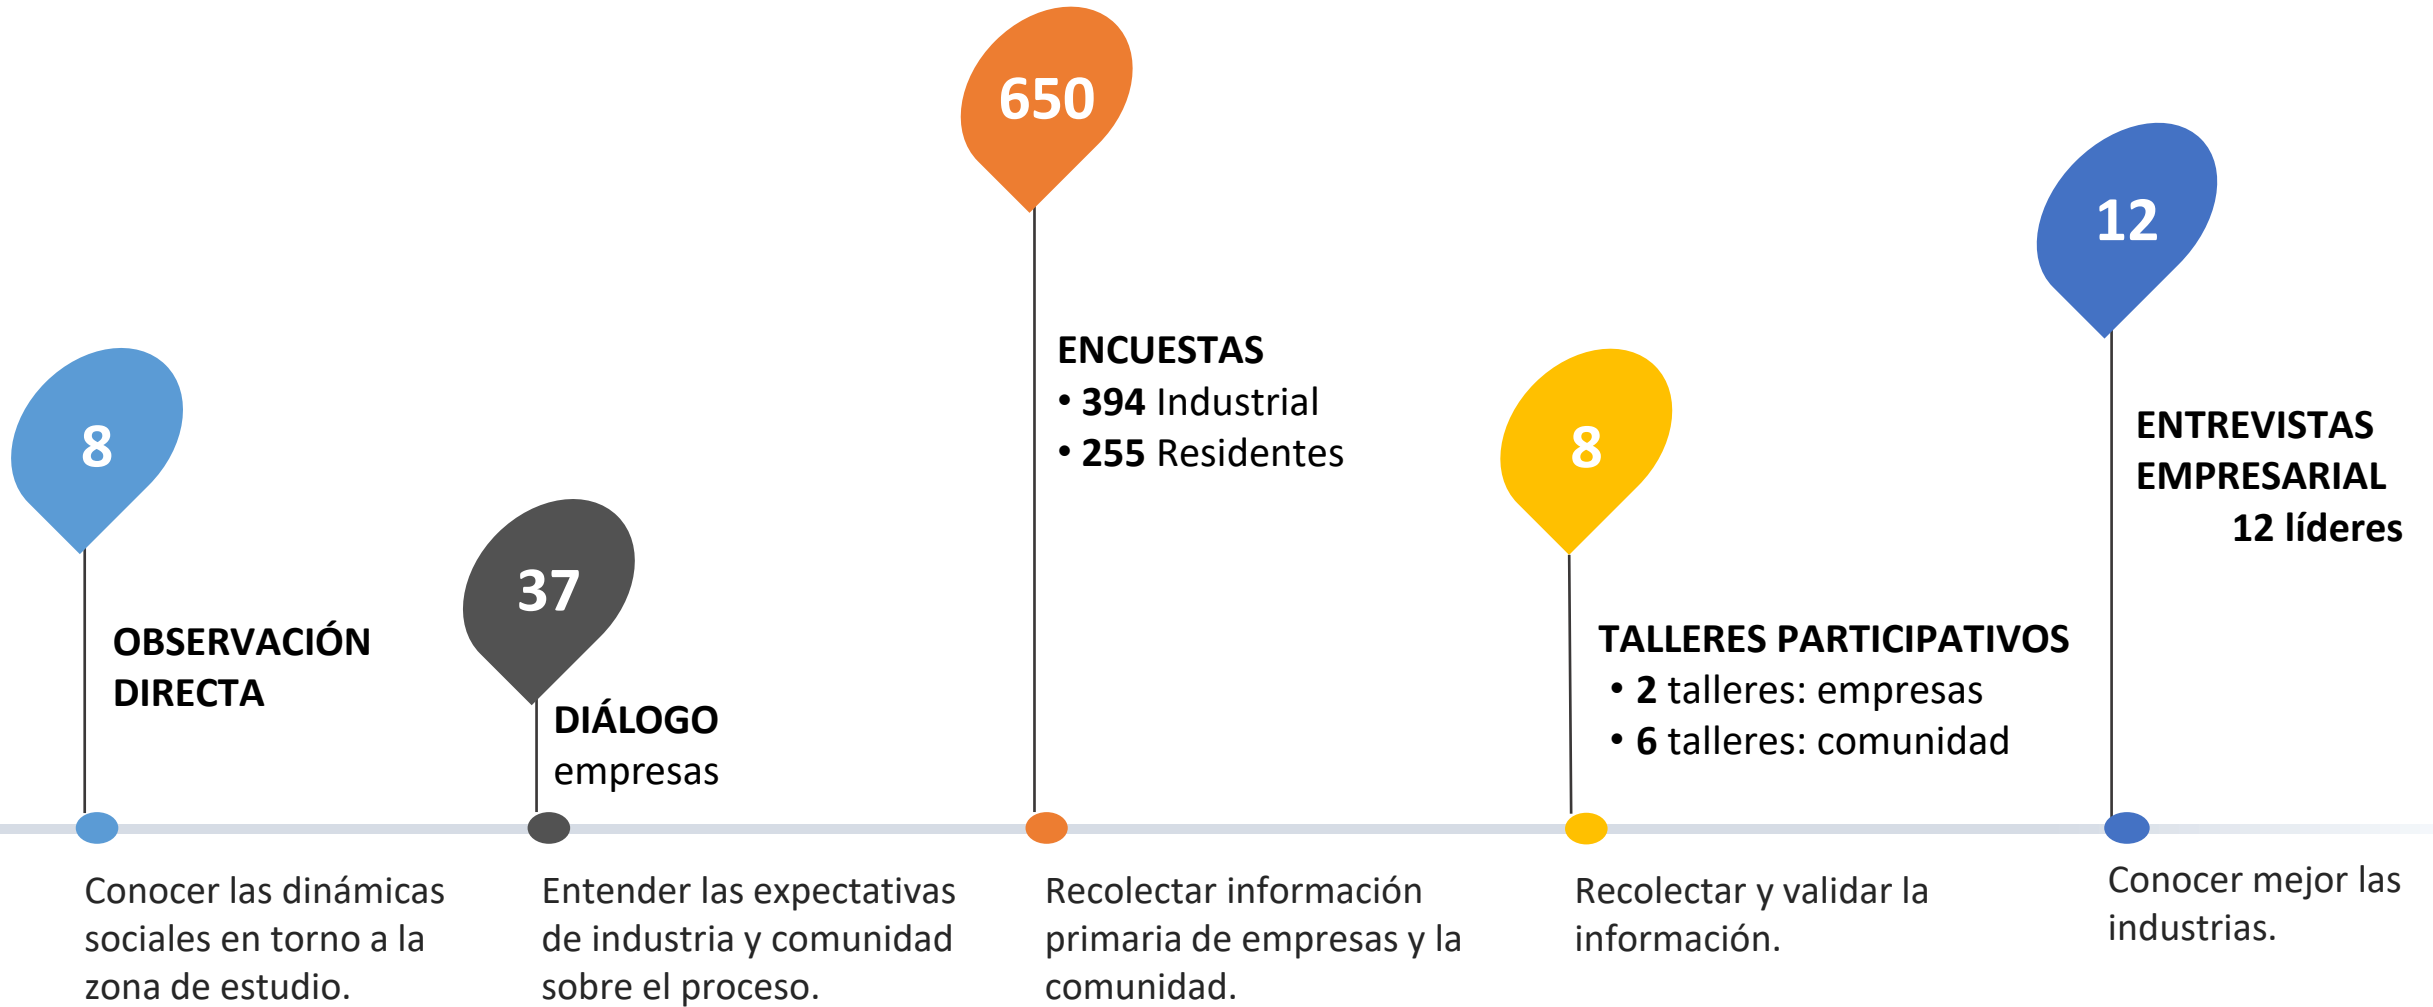 8
OBSERVACIÓN
DIRECTA
Conocer las dinámicas
sociales en torno a la
zona de estudio.
37
DIÁLOGO
empresas
Entender las expectativas
de industria y comunidad
sobre el proceso.
650
ENCUESTAS
• 394 Industrial
• 255 Residentes
Recolectar información
primaria de empresas y la
comunidad.
8
TALLERES PARTICIPATIVOS
• 2 talleres: empresas
• 6 talleres: comunidad
Recolectar y validar la
información.
12
ENTREVISTAS
EMPRESARIAL
12 líderes
Conocer mejor las
industrias.